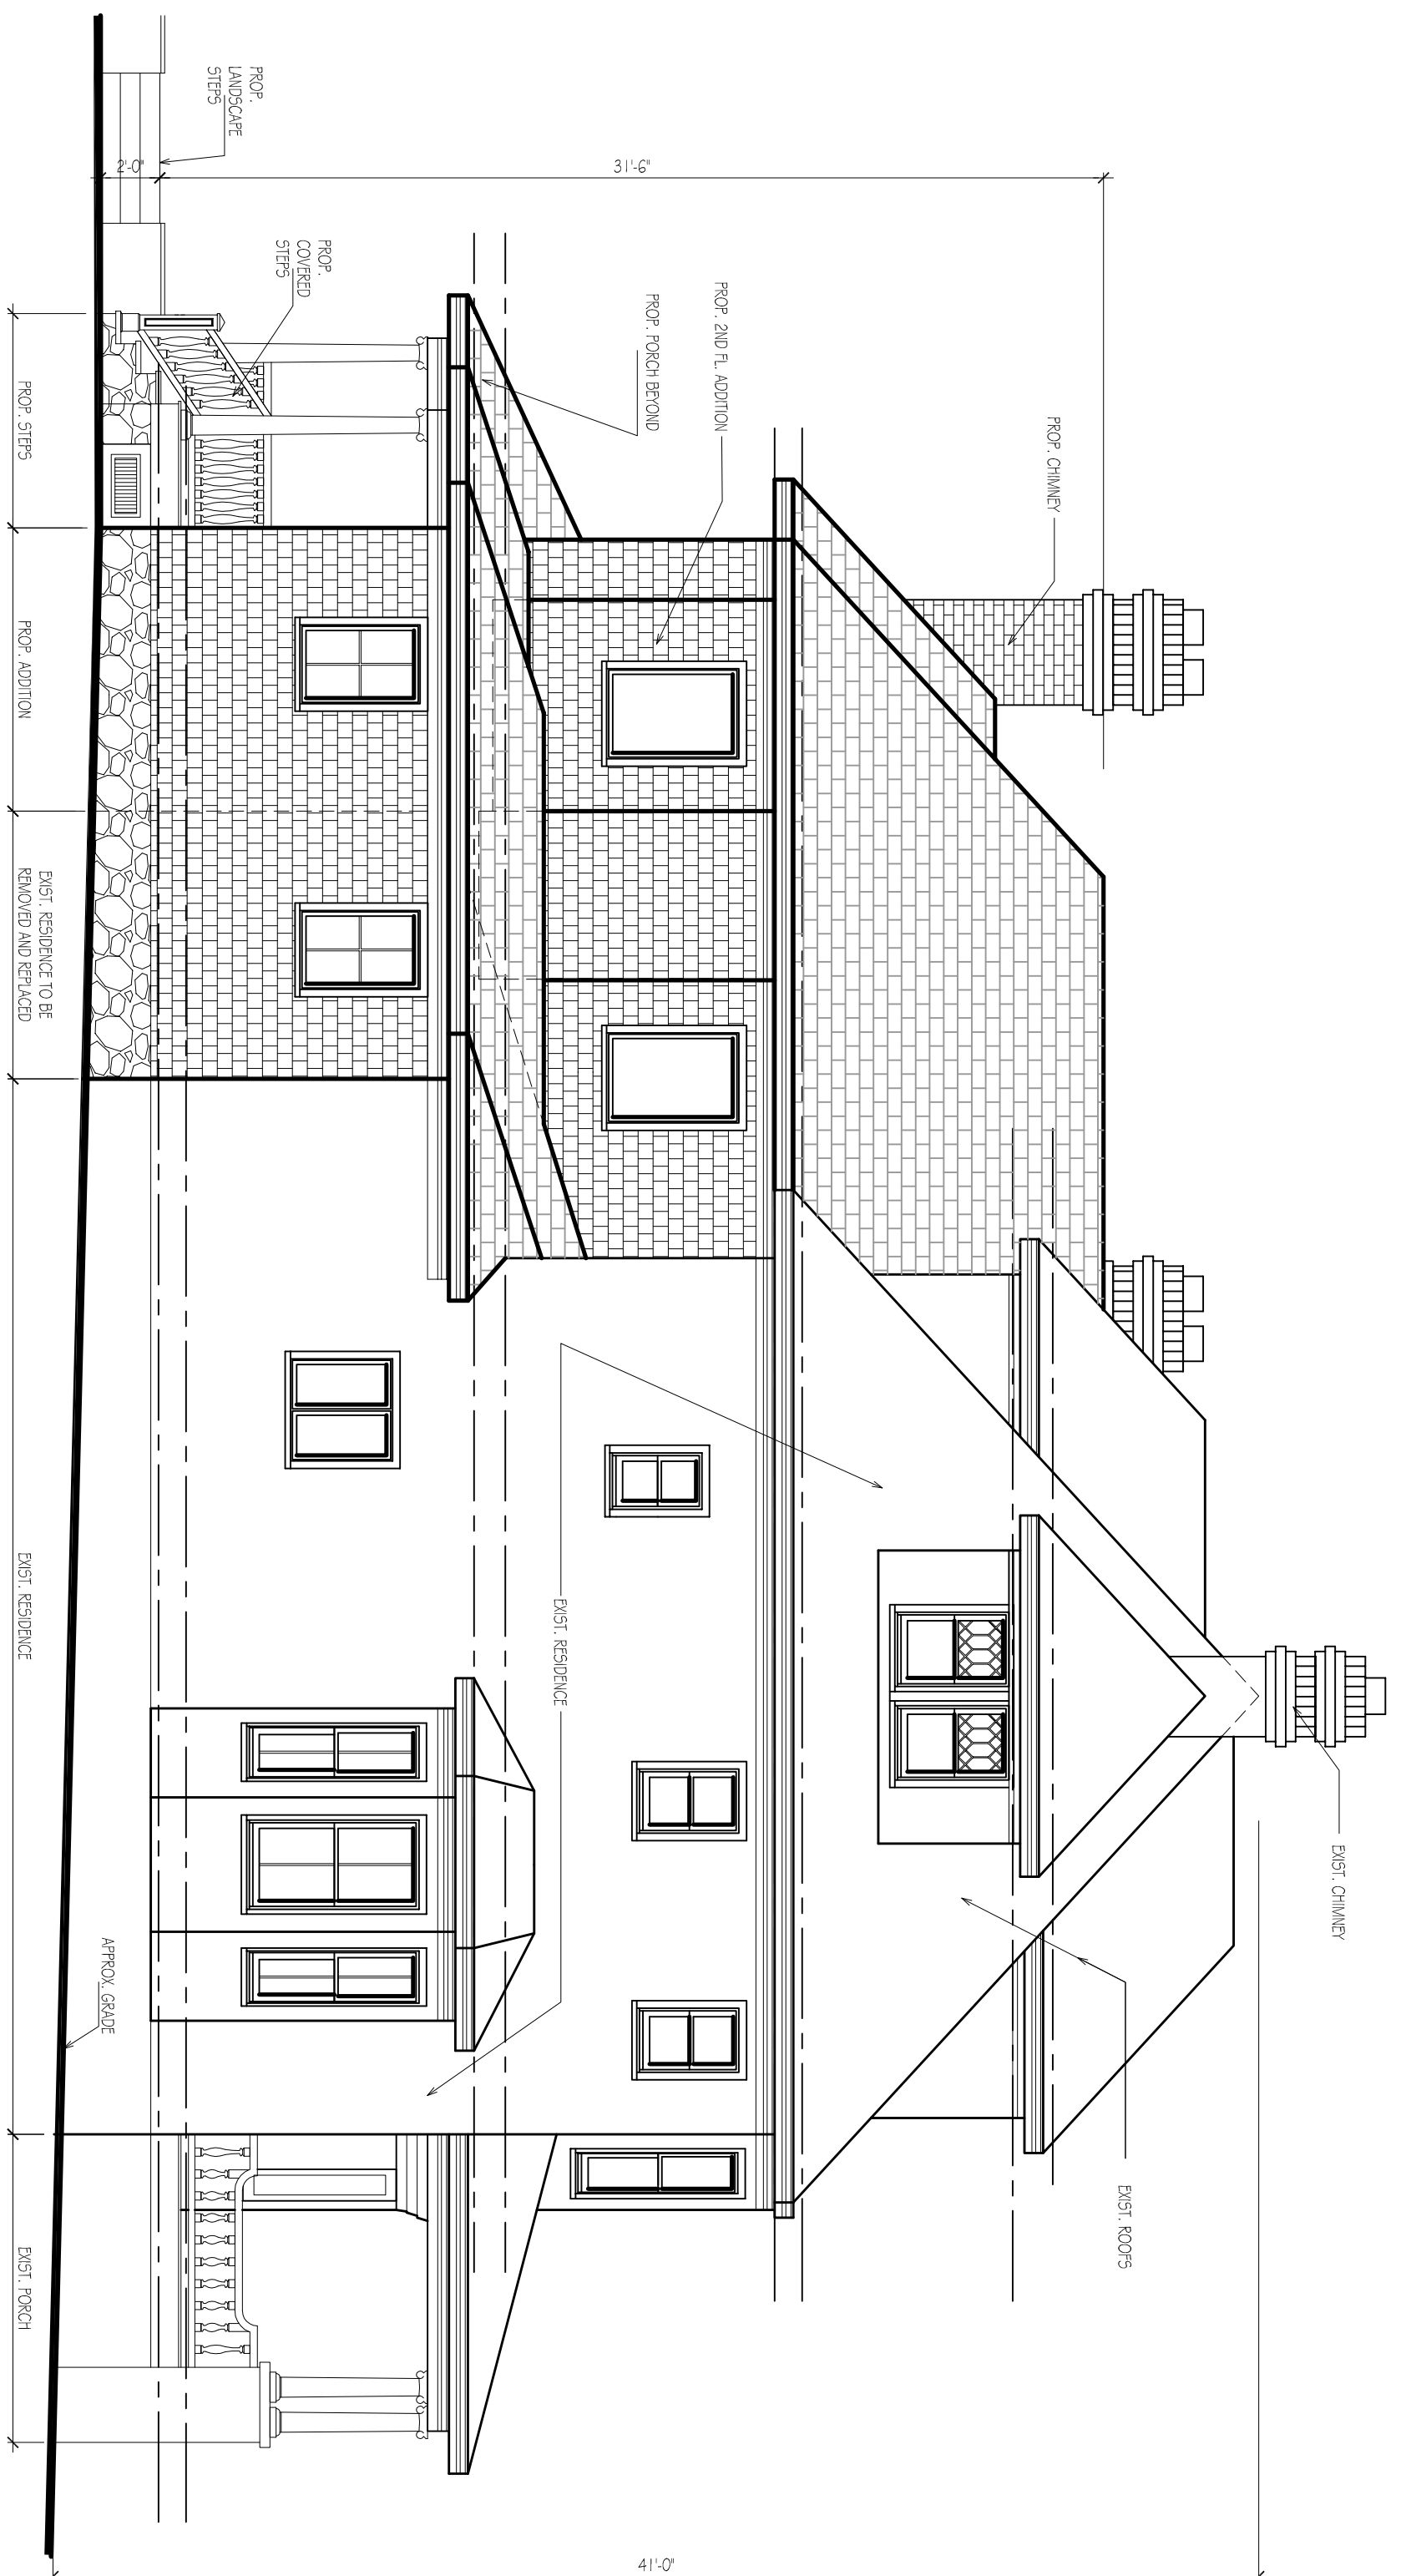 EXIST. CHIMNEY
EXIST. ROOFS
PROP. CHIMNEY
PROP. 2ND FL. ADDITION
PROP. PORCH BEYOND
31'-6"
41'-0"
EXIST. RESIDENCE
PROP.
COVERED
STEPS
PROP.
LANDSCAPE
STEPS
2'-0"
APPROX. GRADE
PROP. STEPS
PROP. ADDITION
EXIST. RESIDENCE TO BE
REMOVED AND REPLACED
EXIST. RESIDENCE
EXIST. PORCH